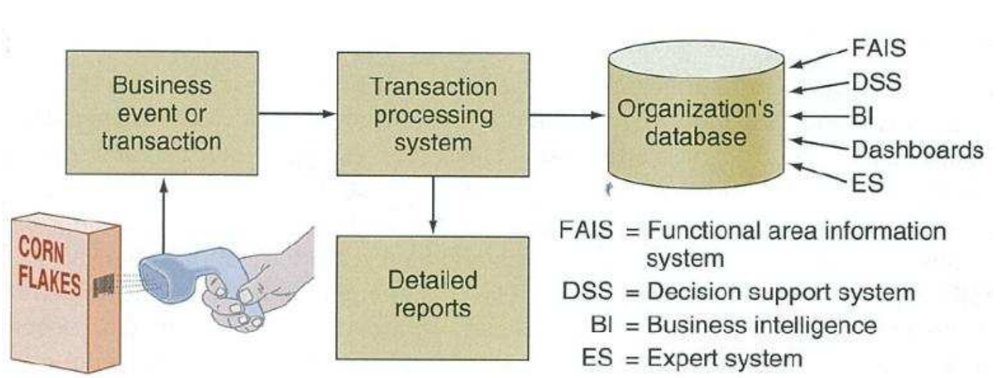 Business
event or
transaction
Transaction
processing
system
Organization's
database
FAIS
DSS
BI
Dashboards
ES
CORN
FLAKES
Detailed
reports
FAIS = Functional area information
system
DSS = Decision support system
BI = Business intelligence
ES = Expert system